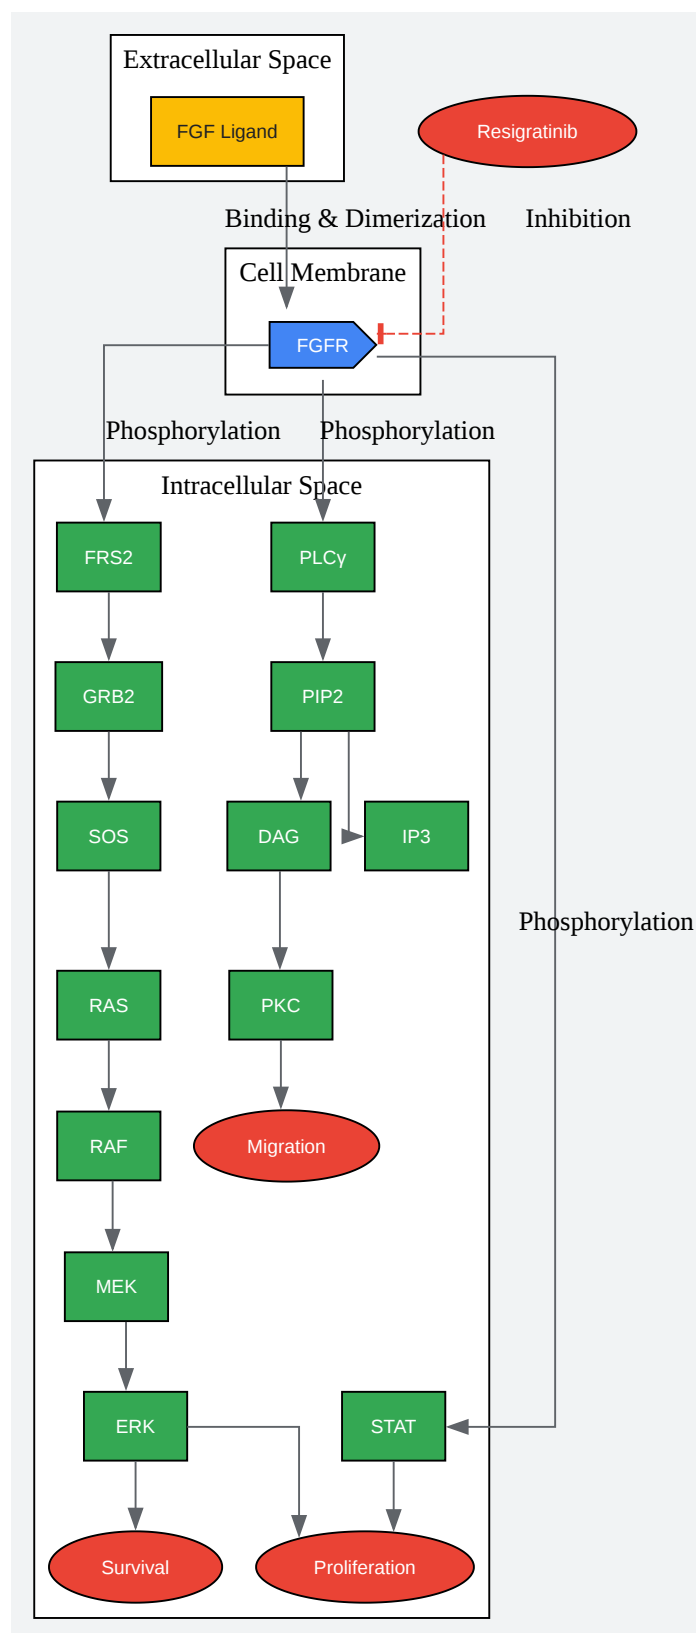 Extracellular Space
FGF Ligand
Resigratinib
Binding & Dimerization
Inhibition
Cell Membrane
FGFR
Phosphorylation
Phosphorylation
Intracellular Space
FRS2
PLCγ
GRB2
PIP2
SOS
DAG
IP3
Phosphorylation
RAS
PKC
RAF
Migration
MEK
ERK
STAT
Survival
Proliferation